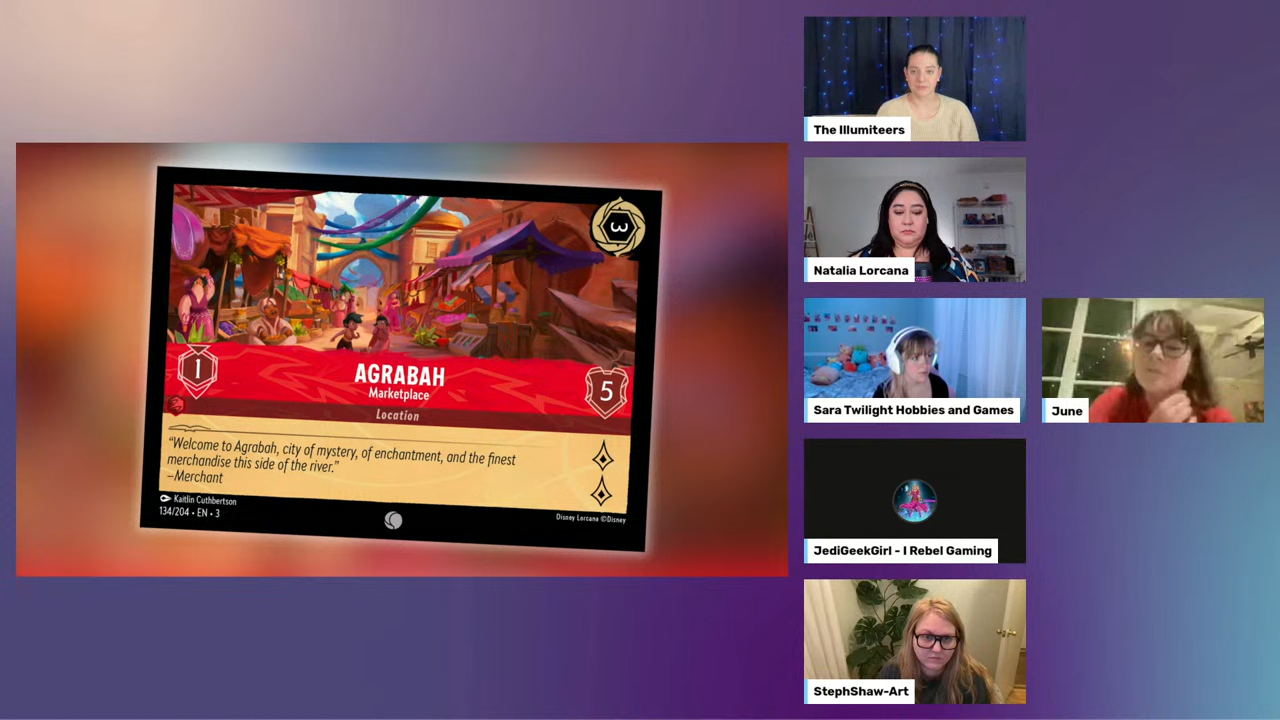 3
1
AGRABAH
Marketplace
5
Location
“Welcome to Agrabah, city of mystery, of enchantment, and the finest
merchandise this side of the river.”
–Merchant
Kaitlin Cuthbertson
134/204 • EN • 3
Disney Lorcana ©Disney
The Illumiteers
Natalia Lorcana
Sara Twilight Hobbies and Games
June
JediGeekGirl - I Rebel Gaming
StephShaw-Art